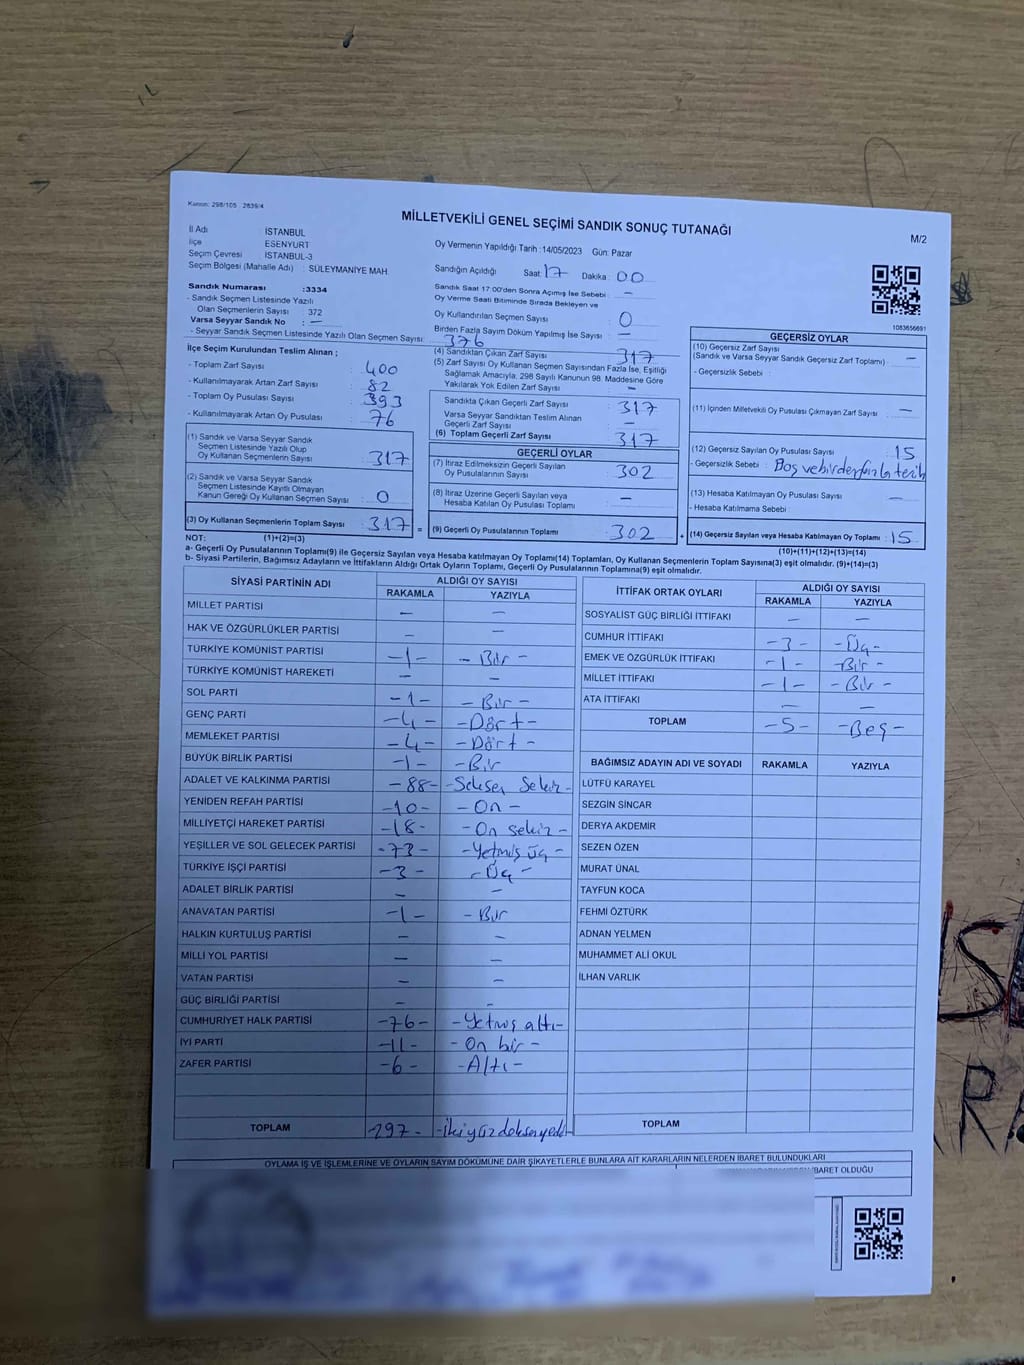 Kanun: 298/105 2839/4
MİLLETVEKİLİ GENEL SEÇİMİ SANDIK SONUÇ TUTANAĞI
M/2
İl Adı İSTANBUL
İlçe ESENYURT
Seçim Çevresi İSTANBUL-3
Seçim Bölgesi (Mahalle Adı) : SÜLEYMANİYE MAH.
Sandık Numarası :3334
- Sandık Seçmen Listesinde Yazılı
Olan Seçmenlerin Sayısı 372
Varsa Seyyar Sandık No : —
- Seyyar Sandık Seçmen Listesinde Yazılı Olan Seçmen Sayısı 376
Oy Vermenin Yapıldığı Tarih :14/05/2023 Gün: Pazar
Sandığın Açıldığı Saat: 17 Dakika : 00
Sandık Saat 17:00'den Sonra Açımış İse Sebebi : —
Oy Verme Saati Bitiminde Sırada Bekleyen ve
Oy Kullandırılan Seçmen Sayısı : 0
Birden Fazla Sayım Döküm Yapılmış İse Sayısı : —
İlçe Seçim Kurulundan Teslim Alınan ;
- Toplam Zarf Sayısı : 400
- Kullanılmayarak Artan Zarf Sayısı : 82
- Toplam Oy Pusulası Sayısı : 393
- Kullanılmayarak Artan Oy Pusulası : 76
(1) Sandık ve Varsa Seyyar Sandık
Seçmen Listesinde Yazılı Olup
Oy Kullanan Seçmenlerin Sayısı : 317
(2) Sandık ve Varsa Seyyar Sandık
Seçmen Listesinde Kayıtlı Olmayan
Kanun Gereği Oy Kullanan Seçmen Sayısı : 0
(3) Oy Kullanan Seçmenlerin Toplam Sayısı : 317 =
(4) Sandıktan Çıkan Zarf Sayısı : 317
(5) Zarf Sayısı Oy Kullanan Seçmen Sayısından Fazla İse, Eşitliği
Sağlamak Amacıyla, 298 Sayılı Kanunun 98. Maddesine Göre
Yakılarak Yok Edilen Zarf Sayısı : —
Sandıkta Çıkan Geçerli Zarf Sayısı : 317
Varsa Seyyar Sandıktan Teslim Alınan
Geçerli Zarf Sayısı : —
(6) Toplam Geçerli Zarf Sayısı : 317
GEÇERLİ OYLAR
(7) İtiraz Edilmeksizin Geçerli Sayılan
Oy Pusulalarının Sayısı : 302
(8) İtiraz Üzerine Geçerli Sayılan veya
Hesaba Katılan Oy Pusulası Toplamı : —
(9) Geçerli Oy Pusulalarının Toplamı : 302 +
1083656691
GEÇERSİZ OYLAR
(10) Geçersiz Zarf Sayısı
(Sandık ve Varsa Seyyar Sandık Geçersiz Zarf Toplamı) : —
- Geçersizlik Sebebi :
(11) İçinden Milletvekili Oy Pusulası Çıkmayan Zarf Sayısı : —
(12) Geçersiz Sayılan Oy Pusulası Sayısı : 15
- Geçersizlik Sebebi : Boş ve birden fazla tercih
(13) Hesaba Katılmayan Oy Pusulası Sayısı : —
- Hesaba Katılmama Sebebi :
(14) Geçersiz Sayılan veya Hesaba Katılmayan Oy Toplamı : 15
NOT: (1)+(2)=(3)
(10)+(11)+(12)+(13)=(14)
a- Geçerli Oy Pusulalarının Toplamı(9) ile Geçersiz Sayılan veya Hesaba katılmayan Oy Toplamı(14) Toplamları, Oy Kullanan Seçmenlerin Toplam Sayısına(3) eşit olmalıdır. (9)+(14)=(3)
b- Siyasi Partilerin, Bağımsız Adayların ve İttifakların Aldığı Ortak Oyların Toplamı, Geçerli Oy Pusulalarının Toplamına(9) eşit olmalıdır.
SİYASİ PARTİNİN ADI ALDIĞI OY SAYISI
RAKAMLA YAZIYLA
MİLLET PARTİSİ — —
HAK VE ÖZGÜRLÜKLER PARTİSİ — —
TÜRKİYE KOMÜNİST PARTİSİ -1- - Bir -
TÜRKİYE KOMÜNİST HAREKETİ — —
SOL PARTİ -1- - Bir -
GENÇ PARTİ -4- -Dört-
MEMLEKET PARTİSİ -4- -Dört -
BÜYÜK BİRLİK PARTİSİ -1- -Bir
ADALET VE KALKINMA PARTİSİ -88- -Seksen Sekiz-
YENİDEN REFAH PARTİSİ -10- - On -
MİLLİYETÇİ HAREKET PARTİSİ -18- -On sekiz-
YEŞİLLER VE SOL GELECEK PARTİSİ -73- -Yetmiş üç -
TÜRKİYE İŞÇİ PARTİSİ -3- - Üç -
ADALET BİRLİK PARTİSİ — —
ANAVATAN PARTİSİ -1- - Bir
HALKIN KURTULUŞ PARTİSİ — —
MİLLİ YOL PARTİSİ — —
VATAN PARTİSİ — —
GÜÇ BİRLİĞİ PARTİSİ — —
CUMHURİYET HALK PARTİSİ -76- -Yetmiş altı-
İYİ PARTİ -11- - On bir -
ZAFER PARTİSİ -6- -Altı-
TOPLAM 297- -İkiyüzdoksanyedi-
İTTİFAK ORTAK OYLARI ALDIĞI OY SAYISI
RAKAMLA YAZIYLA
SOSYALİST GÜÇ BİRLİĞİ İTTİFAKI — —
CUMHUR İTTİFAKI -3- -Üç-
EMEK VE ÖZGÜRLÜK İTTİFAKI -1- -Bir -
MİLLET İTTİFAKI -1- - Bir -
ATA İTTİFAKI — —
TOPLAM -5- -Beş-
BAĞIMSIZ ADAYIN ADI VE SOYADI RAKAMLA YAZIYLA
LÜTFÜ KARAYEL
SEZGİN SİNCAR
DERYA AKDEMİR
SEZEN ÖZEN
MURAT ÜNAL
TAYFUN KOCA
FEHMİ ÖZTÜRK
ADNAN YELMEN
MUHAMMET ALİ OKUL
İLHAN VARLIK
TOPLAM
OYLAMA İŞ VE İŞLEMLERİNE VE OYLARIN SAYIM DÖKÜMÜNE DAİR ŞİKAYETLERLE BUNLARA AİT KARARLARIN NELERDEN İBARET BULUNDUKLARI
İBARET OLDUĞU